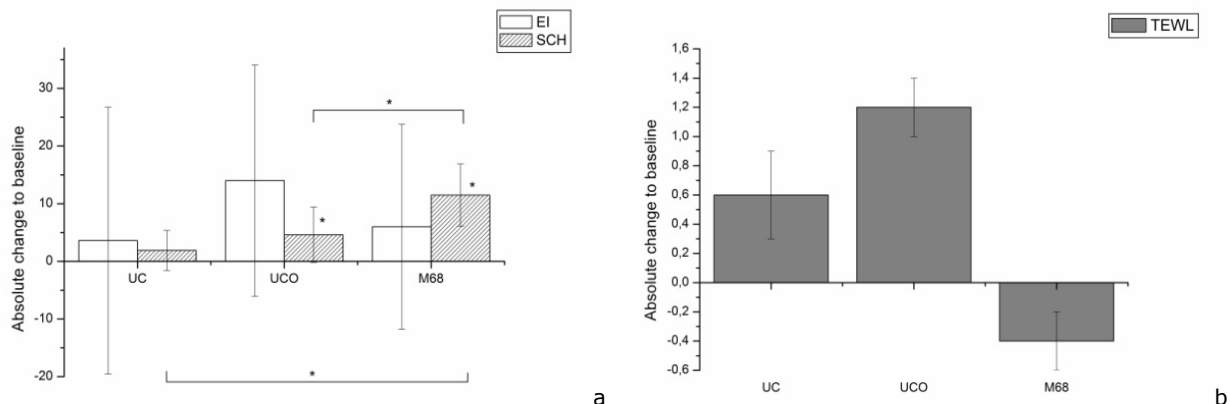 EI
SCH
Absolute change to baseline
30
20
10
0
-10
-20
*
*
*
*
UC
UCO
M68
a
TEWL
Absolute change to baseline
1,6
1,4
1,2
1,0
0,8
0,6
0,4
0,2
0,0
-0,2
-0,4
-0,6
UC
UCO
M68
b